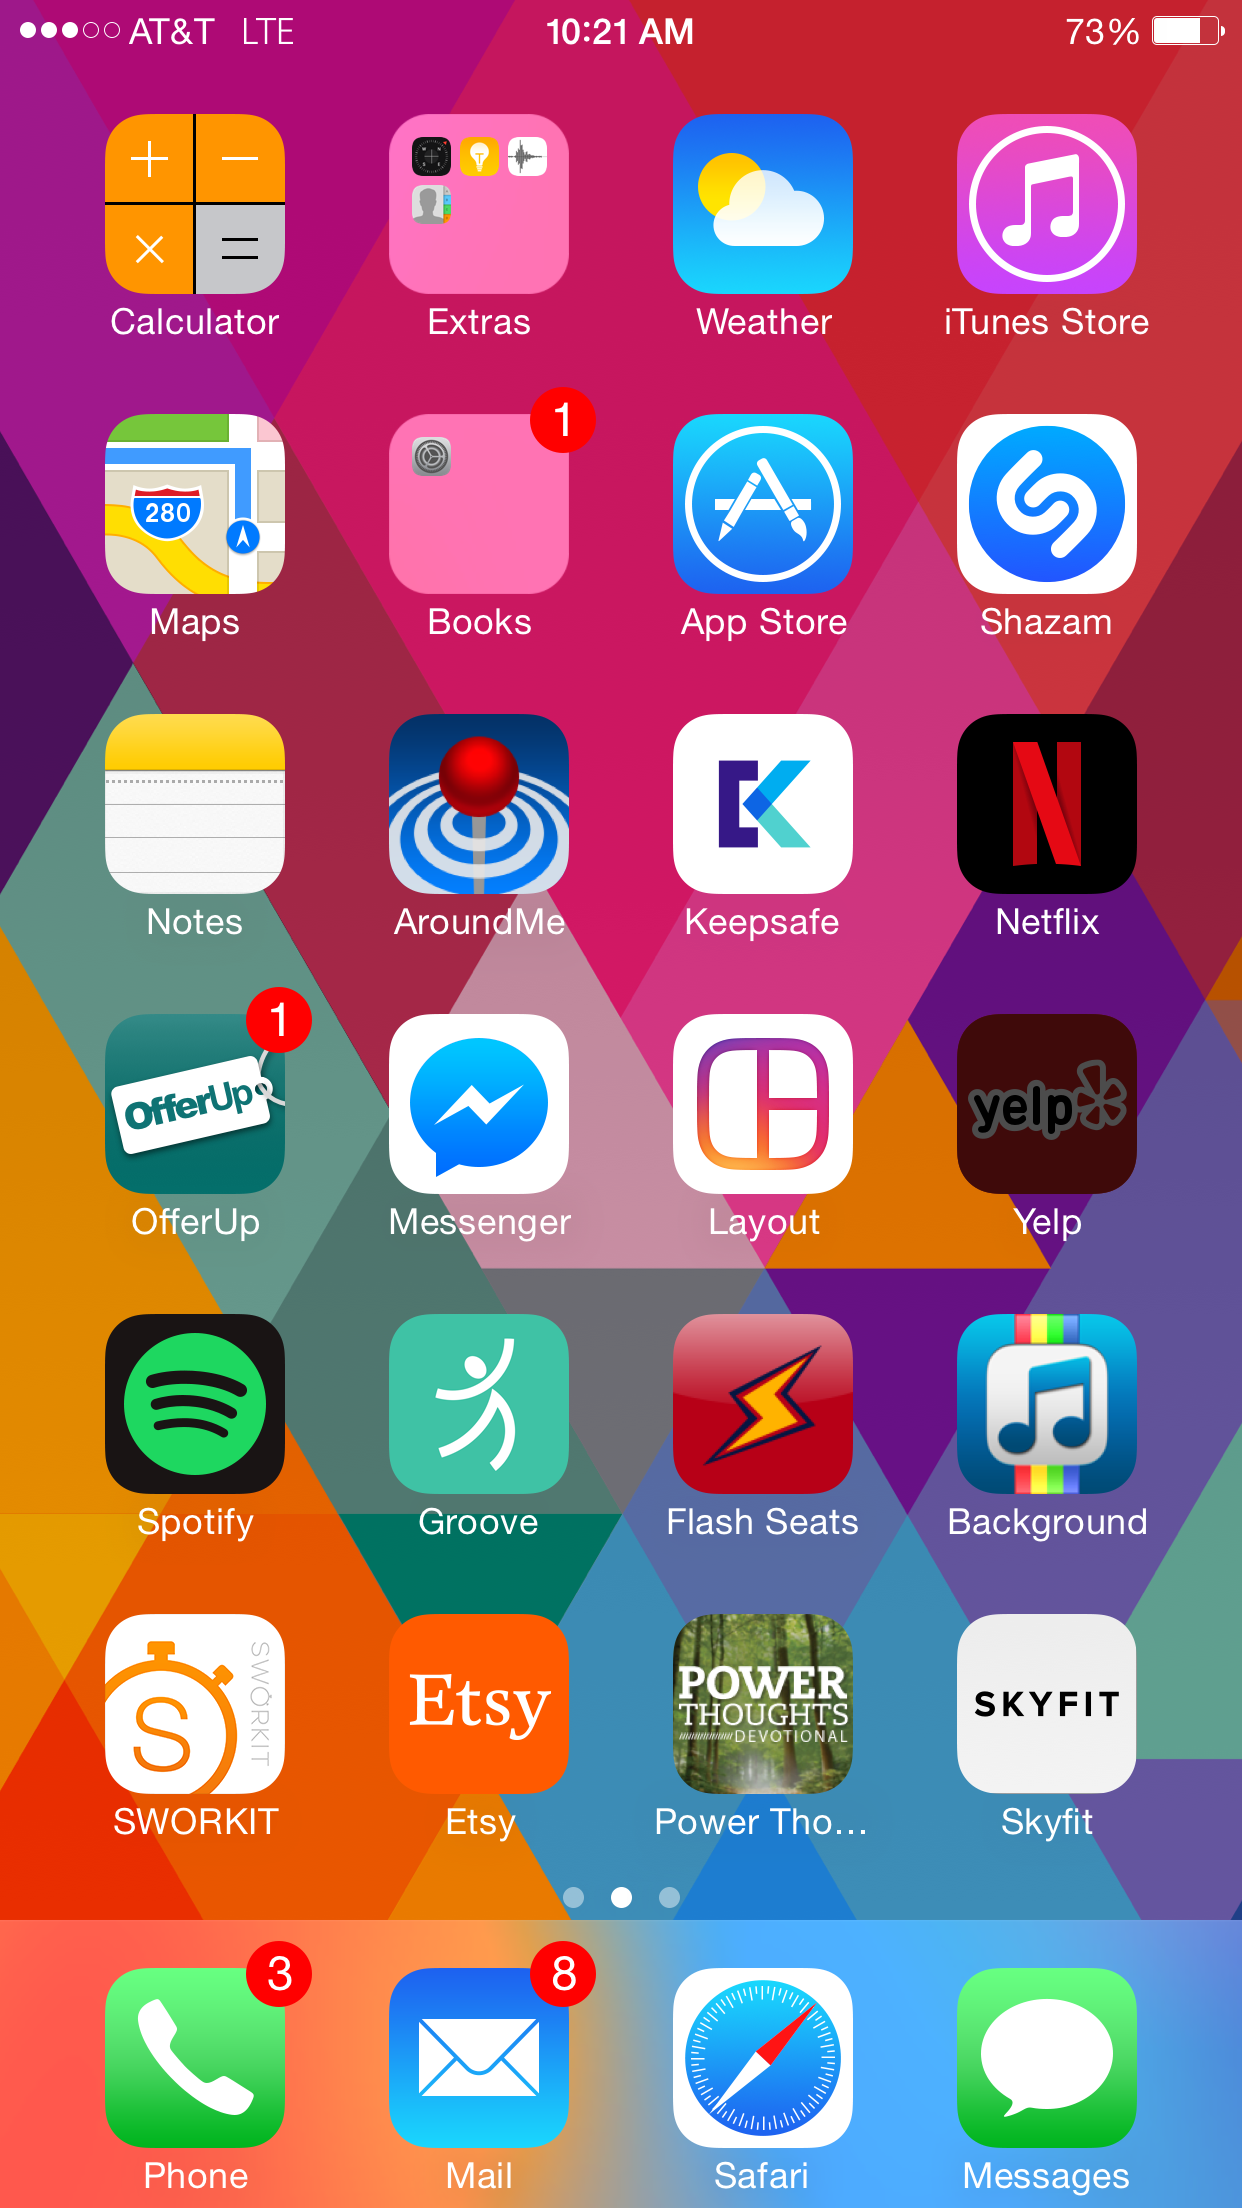 AT&T LTE 10:21 AM 73%
Calculator Extras Weather iTunes Store
1
280
Maps Books App Store Shazam
Notes AroundMe Keepsafe Netflix
1
OfferUp yelp
OfferUp Messenger Layout Yelp
Spotify Groove Flash Seats Background
SWORKIT
S
Etsy
POWER
THOUGHTS
DEVOTIONAL
SKYFIT
SWORKIT Etsy Power Tho... Skyfit
3 8
Phone Mail Safari Messages